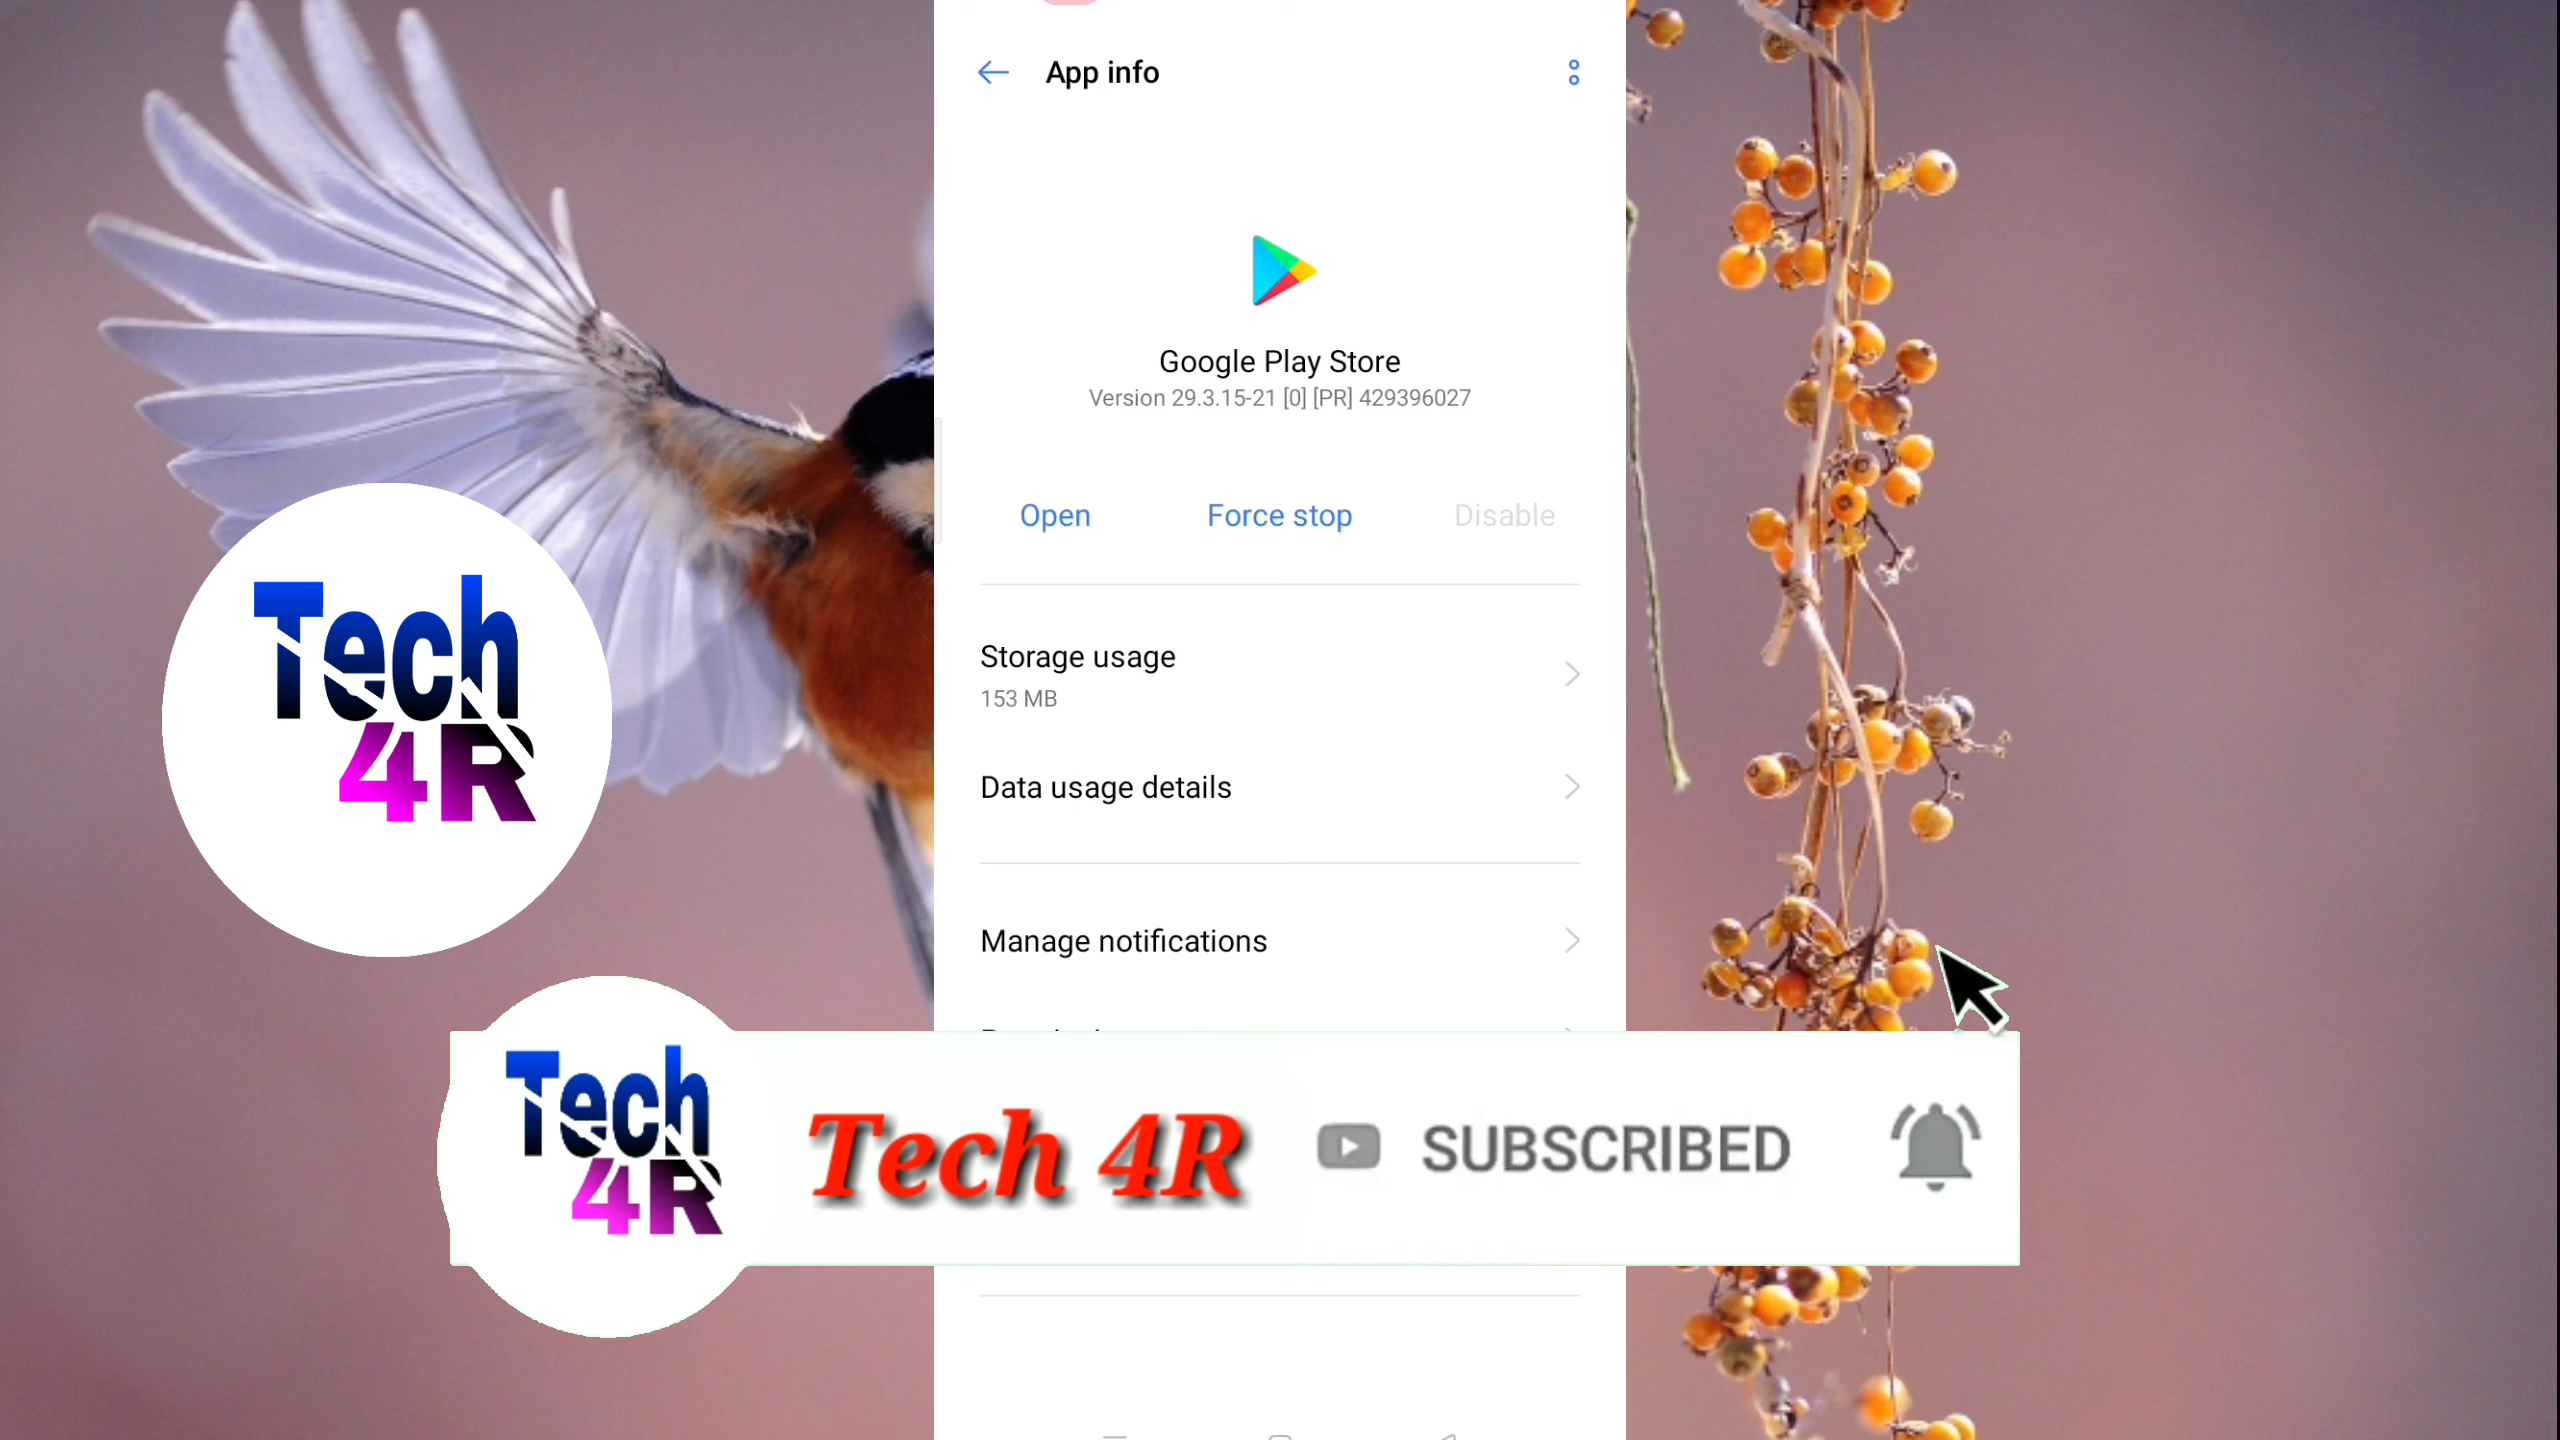 App info
Google Play Store
Version 29.3.15-21 [0] [PR] 429396027
Open
Force stop
Disable
Storage usage
153 MB
Data usage details
Manage notifications
Tech
4R
Tech
4R
Tech 4R
SUBSCRIBED